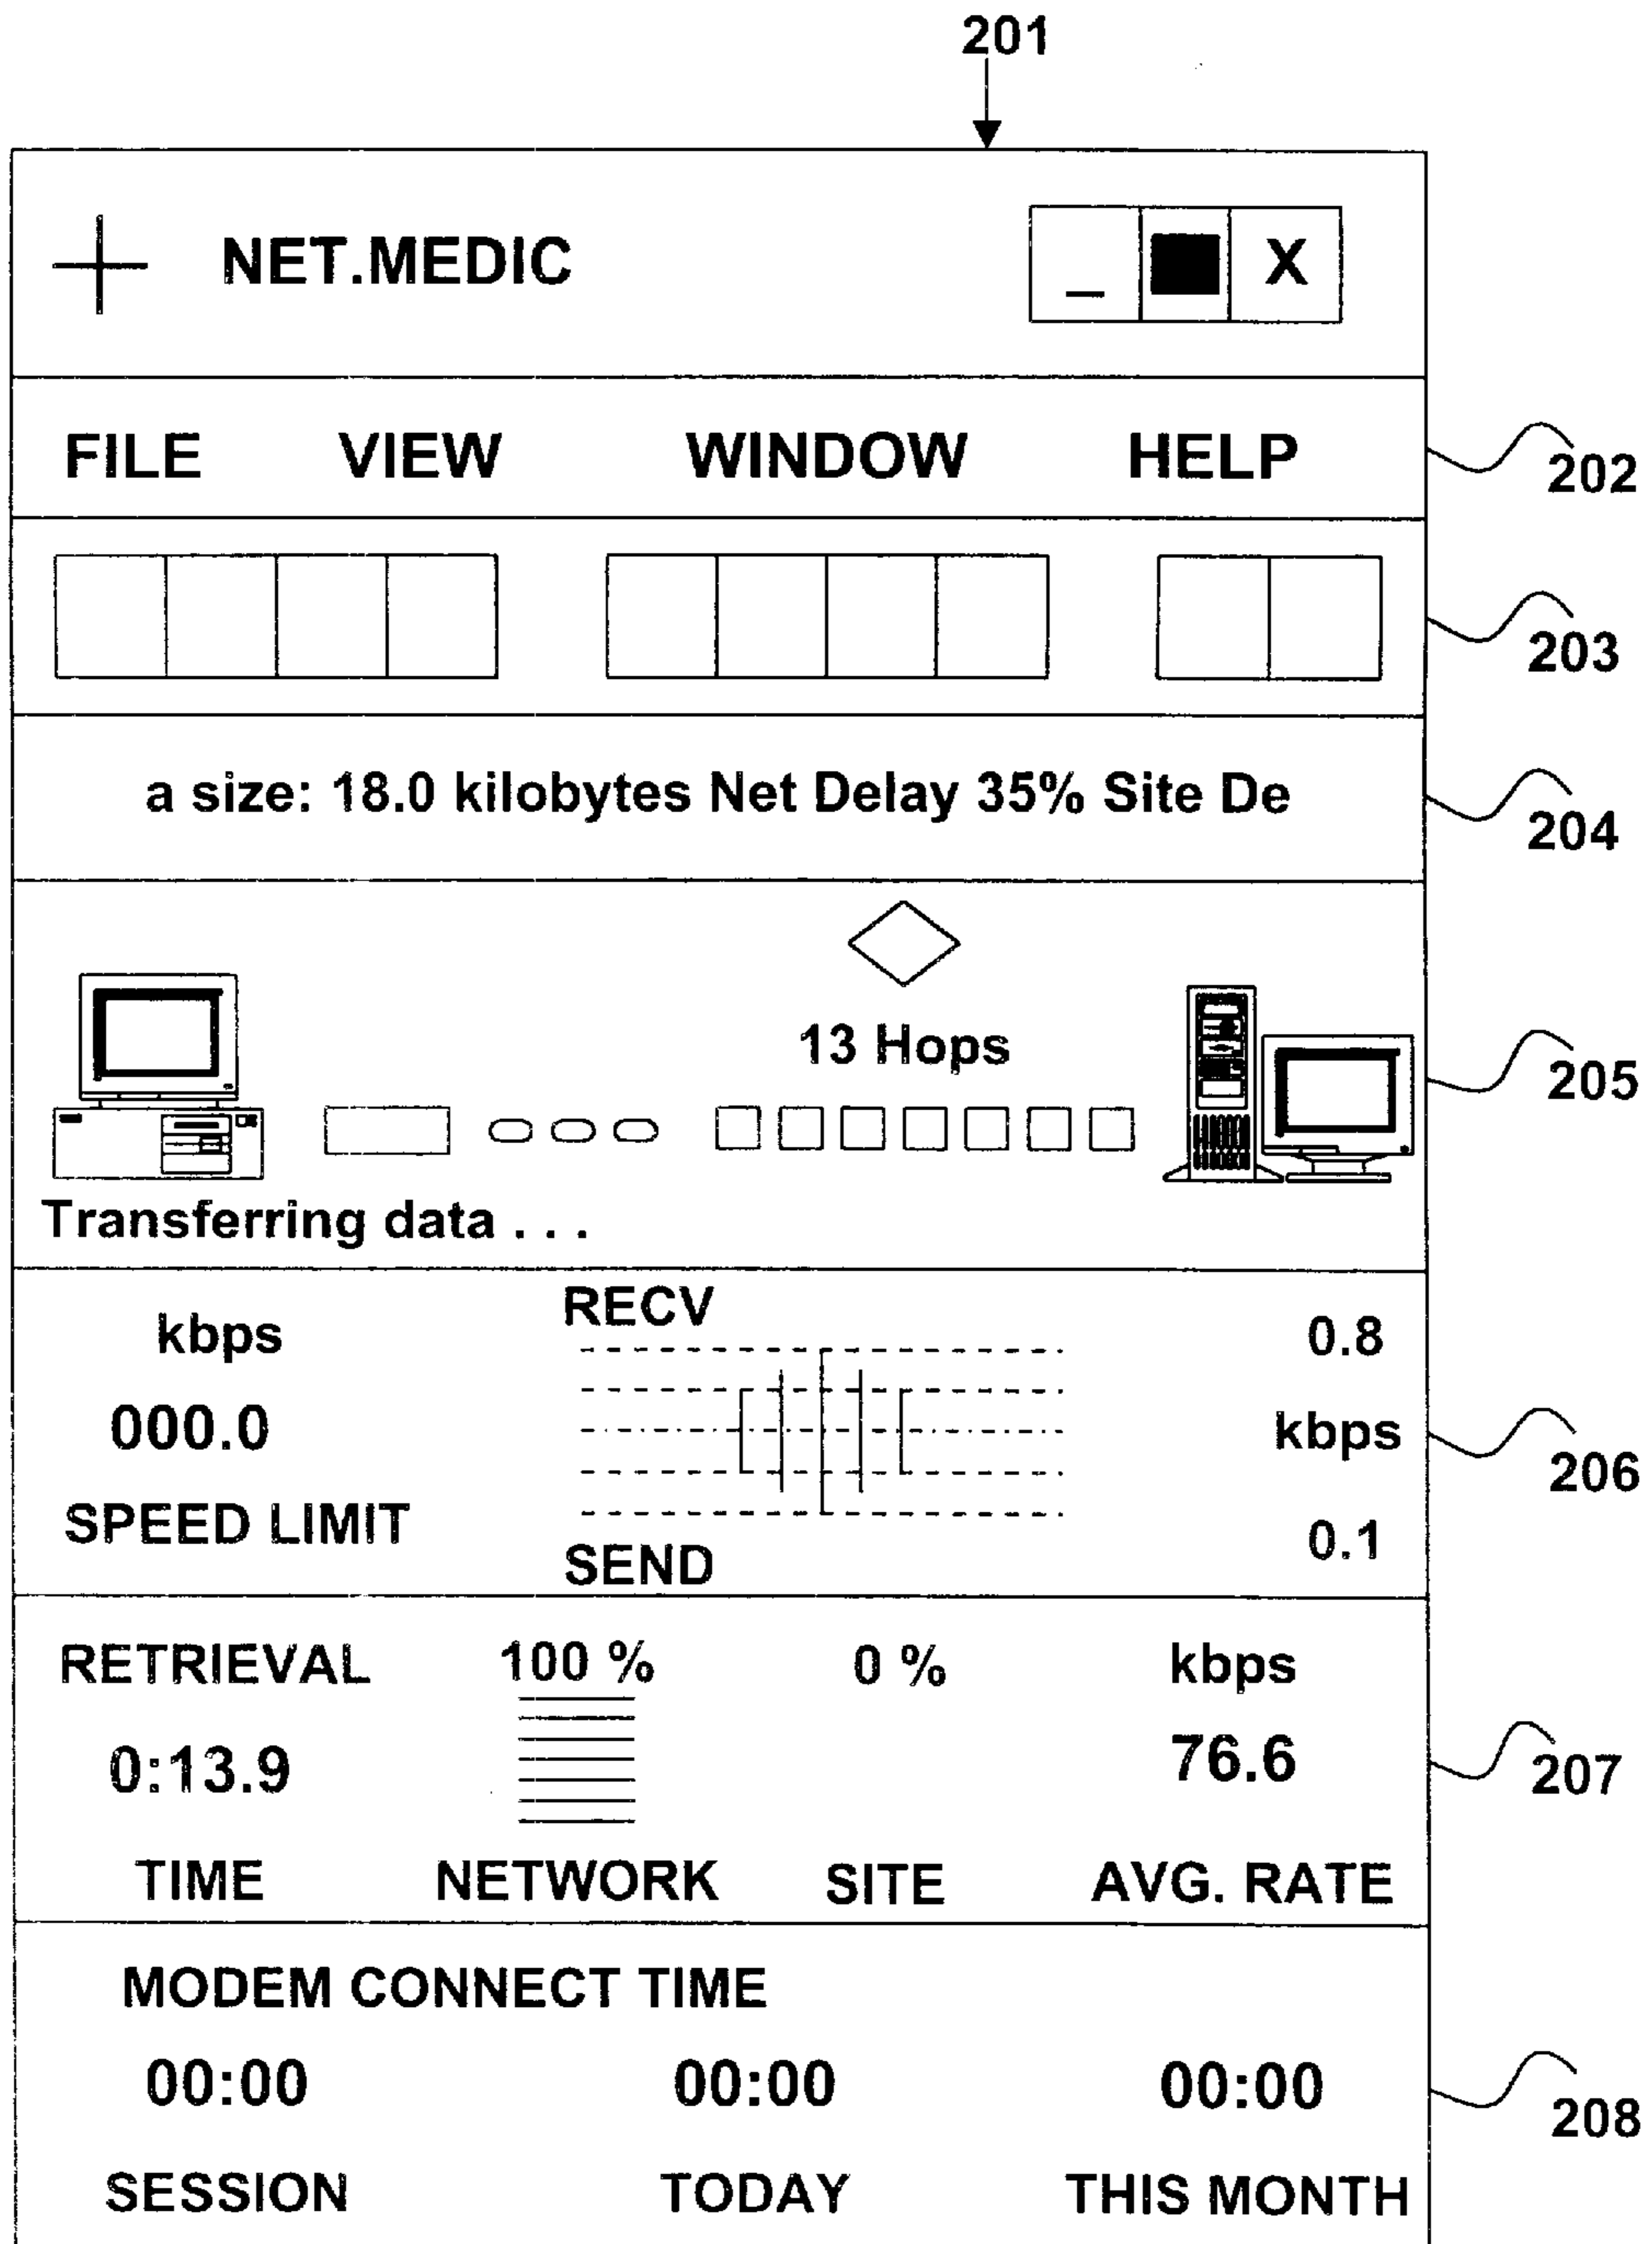 201
NET.MEDIC
_ X
FILE VIEW WINDOW HELP
202
203
a size: 18.0 kilobytes Net Delay 35% Site De
204
13 Hops
205
Transferring data . . .
RECV
kbps 0.8
000.0 kbps
206
SPEED LIMIT 0.1
SEND
RETRIEVAL 100 % 0 % kbps
0:13.9 76.6
207
TIME NETWORK SITE AVG. RATE
MODEM CONNECT TIME
00:00 00:00 00:00
208
SESSION TODAY THIS MONTH